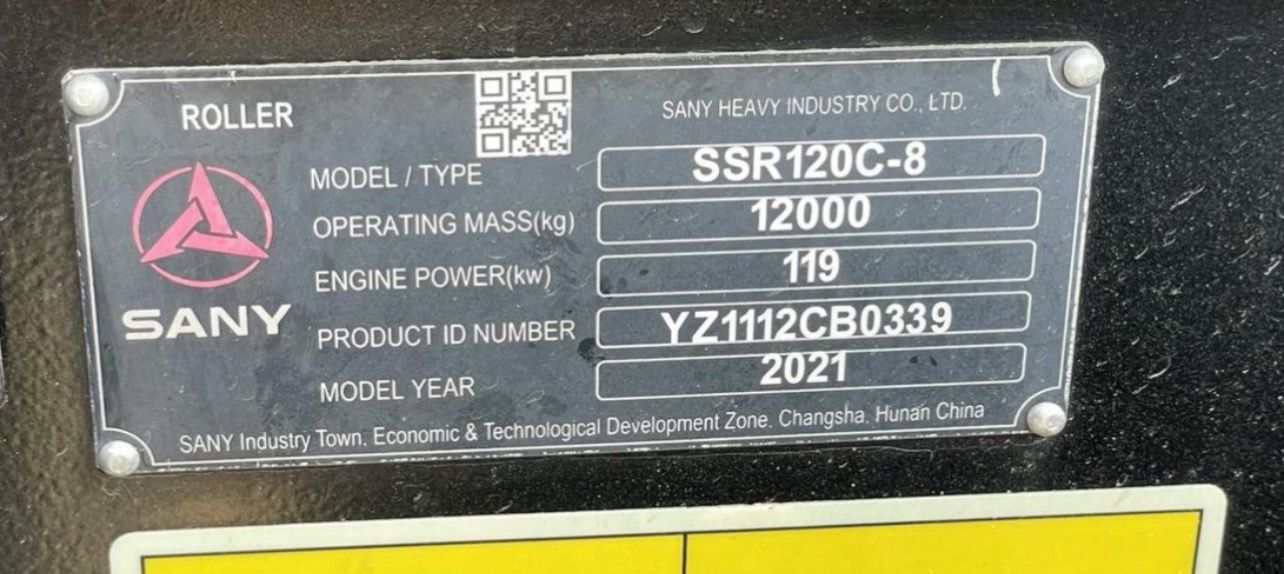 ROLLER
SANY HEAVY INDUSTRY CO., LTD.
SANY
MODEL / TYPE SSR120C-8
OPERATING MASS(kg) 12000
ENGINE POWER(kw) 119
PRODUCT ID NUMBER YZ1112CB0339
MODEL YEAR 2021
SANY Industry Town, Economic & Technological Development Zone, Changsha, Hunan China